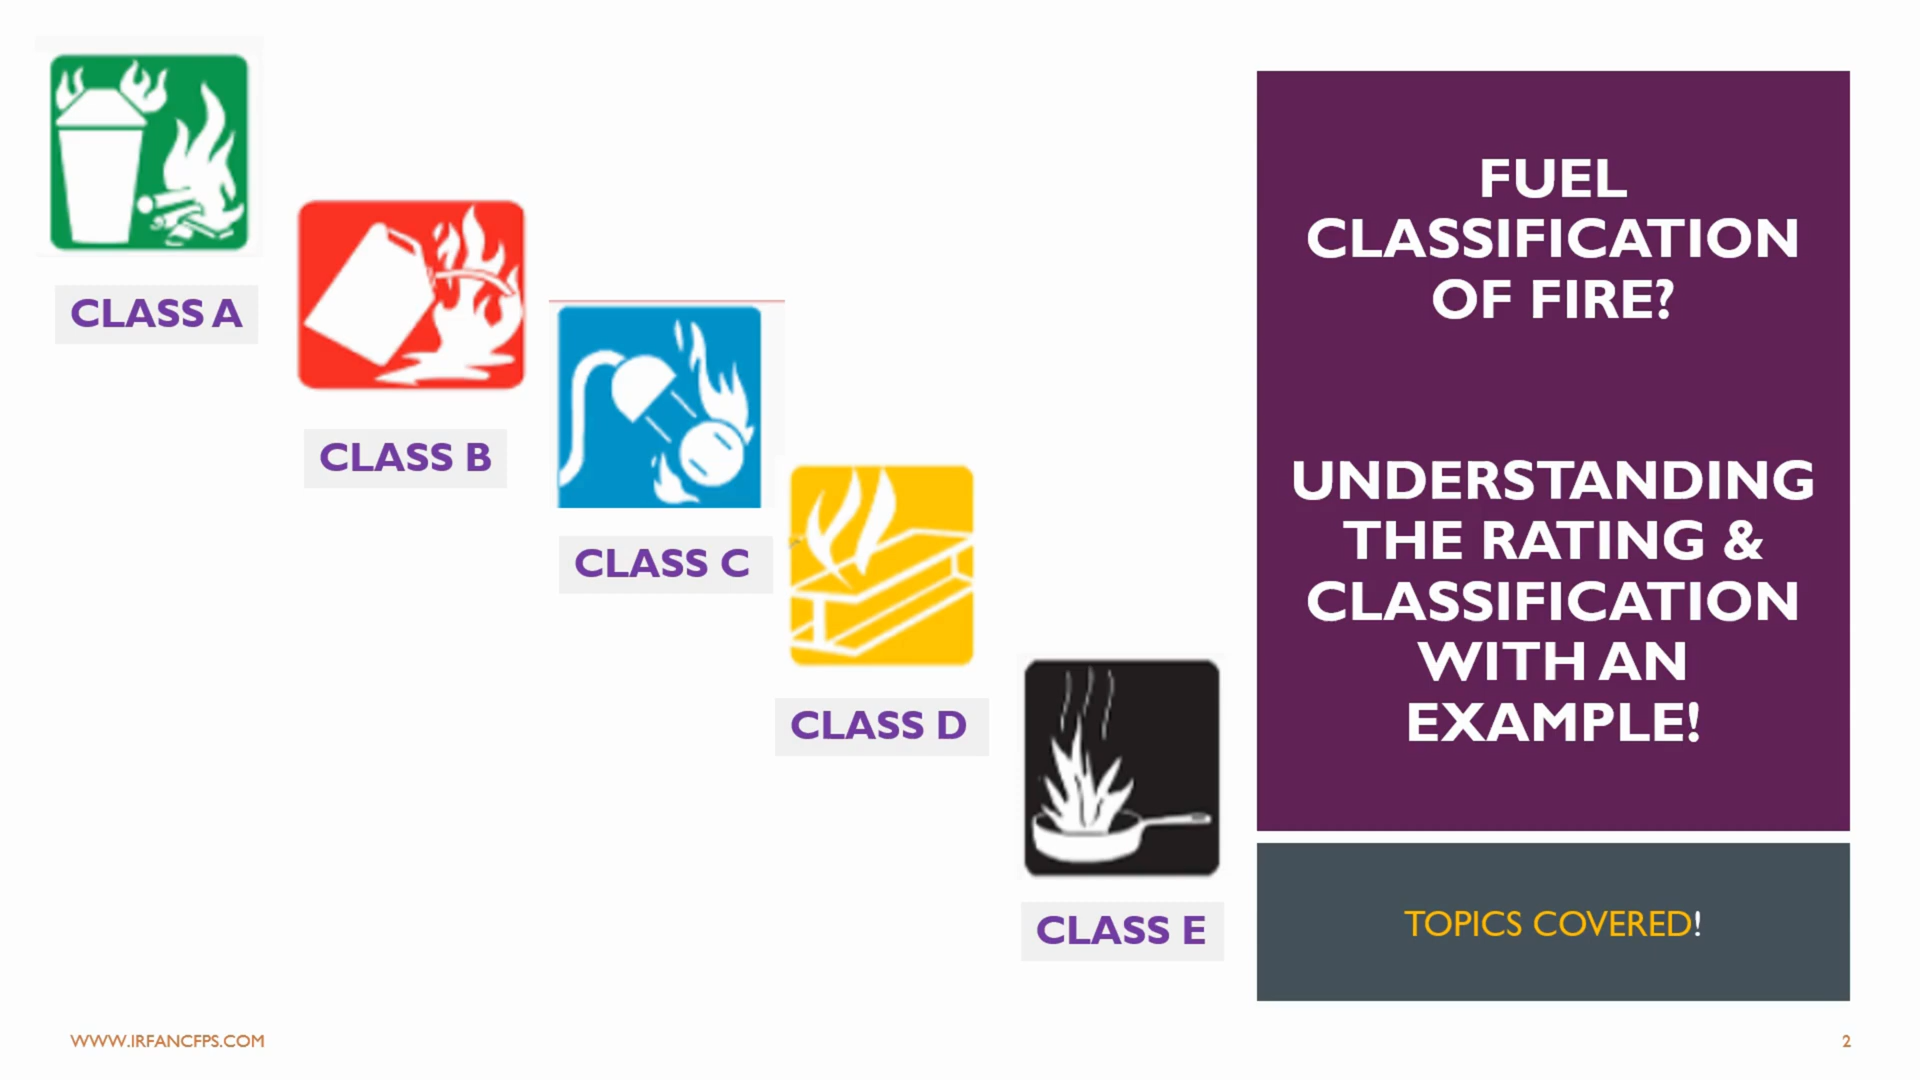 CLASS A
CLASS B
CLASS C
CLASS D
CLASS E
FUEL
CLASSIFICATION
OF FIRE?
UNDERSTANDING
THE RATING &
CLASSIFICATION
WITH AN
EXAMPLE!
TOPICS COVERED!
WWW.IRFANCFPS.COM
2